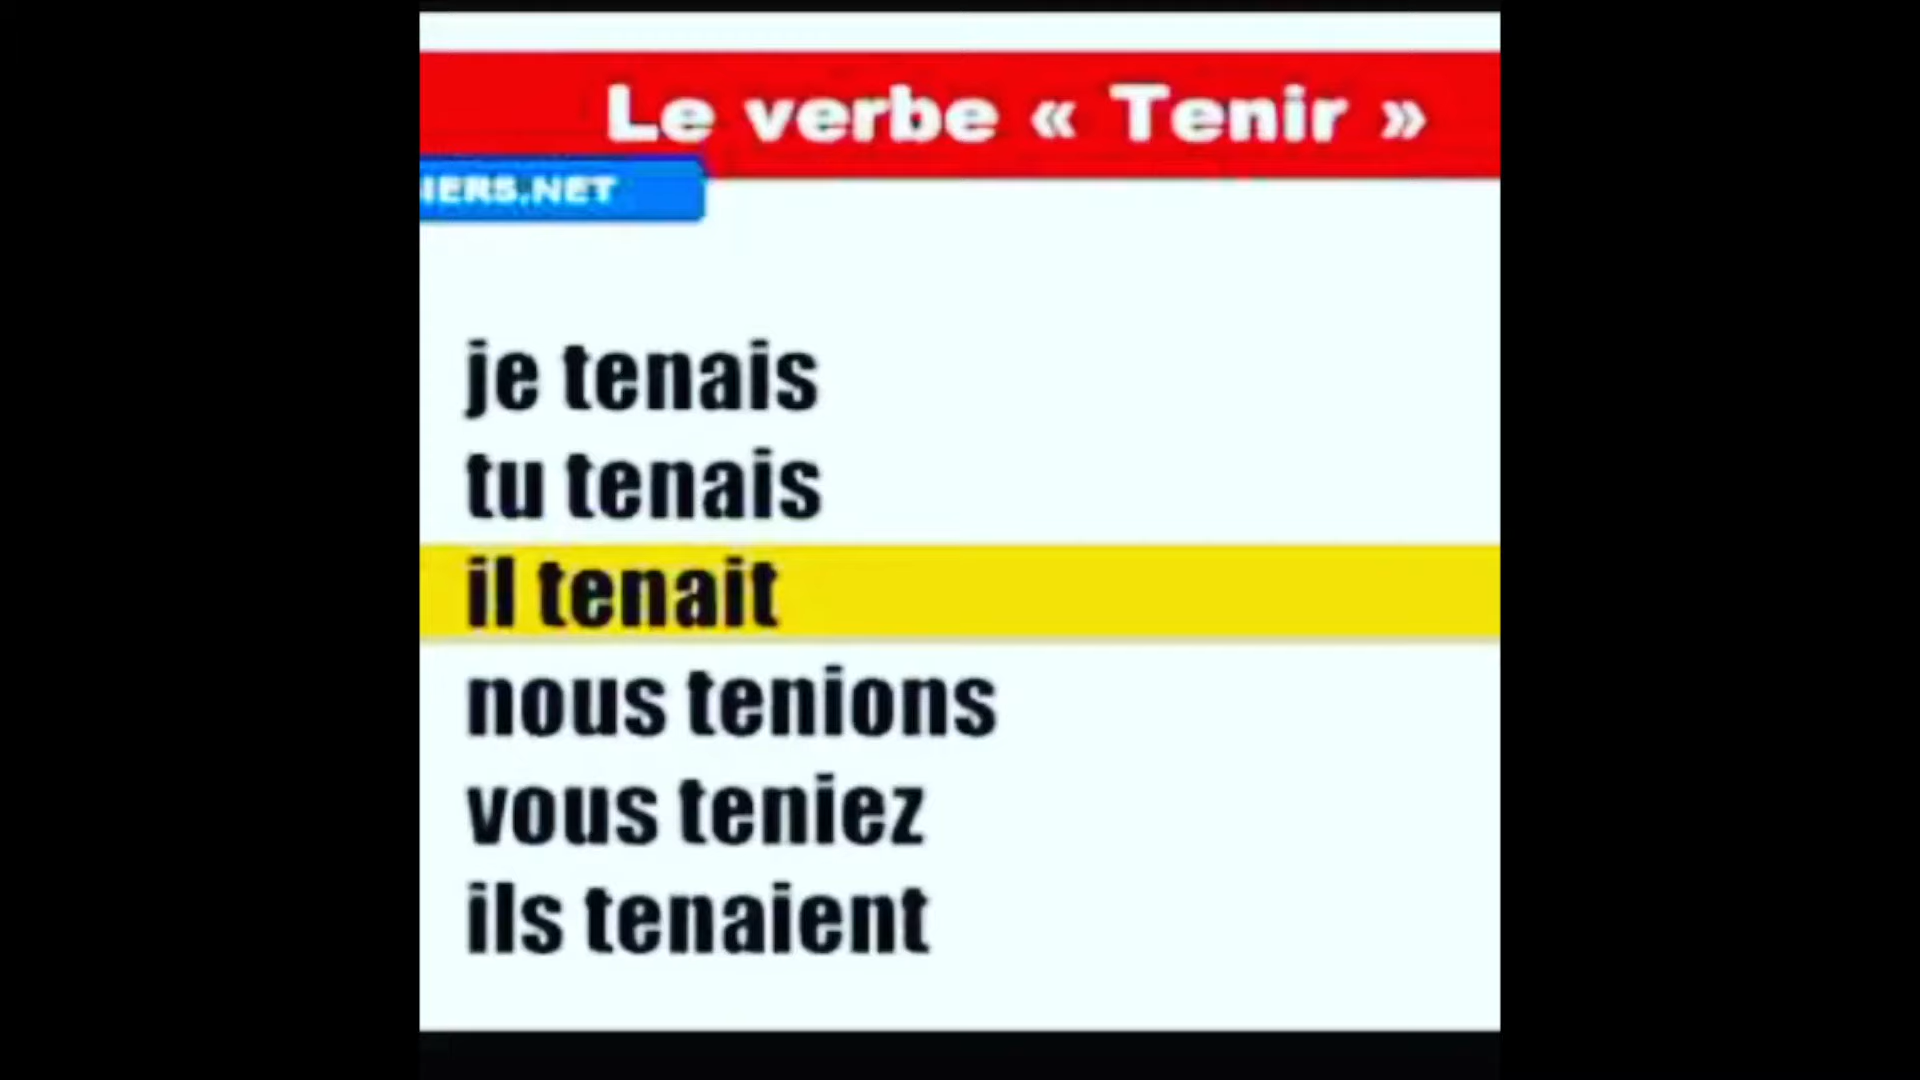 Le verbe « Tenir »
IERS.NET
je tenais
tu tenais
il tenait
nous tenions
vous teniez
ils tenaient